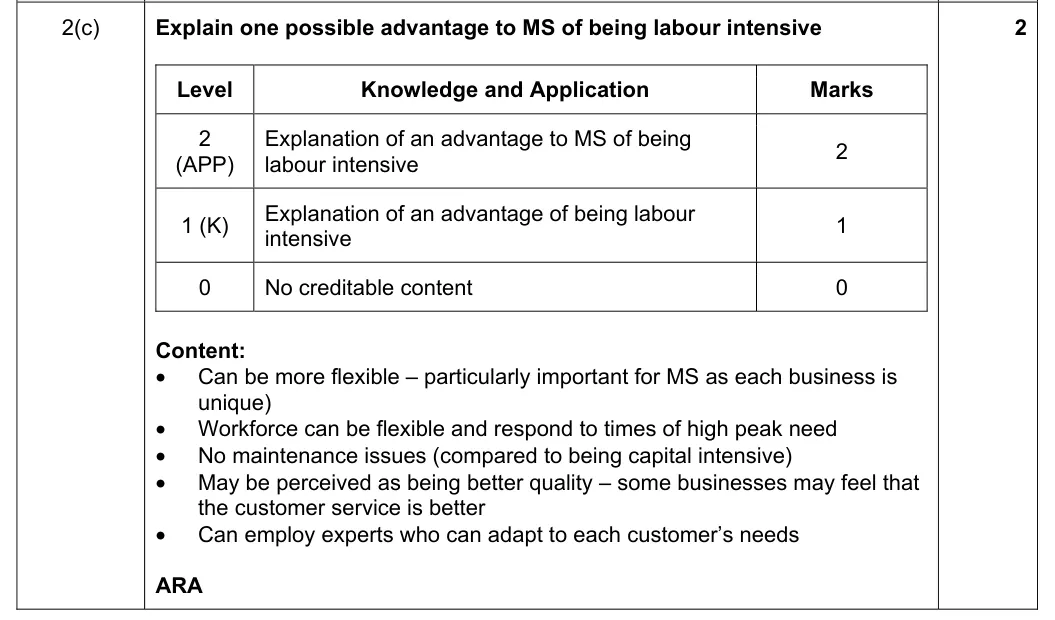 2(c) Explain one possible advantage to MS of being labour intensive 2
Level Knowledge and Application Marks
2 (APP) Explanation of an advantage to MS of being
labour intensive 2
1 (K) Explanation of an advantage of being labour
intensive 1
0 No creditable content 0
Content:
• Can be more flexible – particularly important for MS as each business is
unique)
• Workforce can be flexible and respond to times of high peak need
• No maintenance issues (compared to being capital intensive)
• May be perceived as being better quality – some businesses may feel that
the customer service is better
• Can employ experts who can adapt to each customer’s needs
ARA